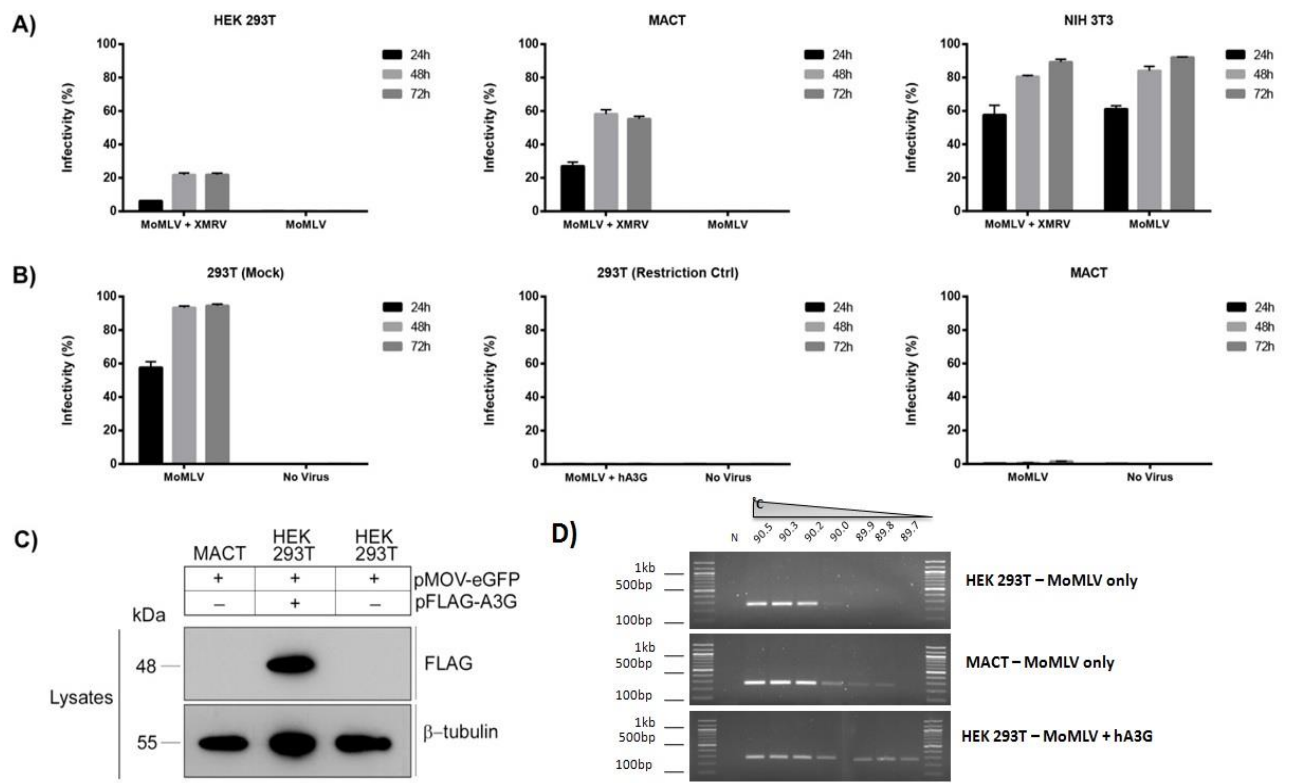 A)
HEK 293T
Infectivity (%)
100
80
60
40
20
0
MoMLV + XMRV
MoMLV
24h
48h
72h
MACT
Infectivity (%)
100
80
60
40
20
0
MoMLV + XMRV
MoMLV
24h
48h
72h
NIH 3T3
Infectivity (%)
100
80
60
40
20
0
MoMLV + XMRV
MoMLV
24h
48h
72h
B)
293T (Mock)
Infectivity (%)
100
80
60
40
20
0
MoMLV
No Virus
24h
48h
72h
293T (Restriction Ctrl)
Infectivity (%)
100
80
60
40
20
0
MoMLV + hA3G
No Virus
24h
48h
72h
MACT
Infectivity (%)
100
80
60
40
20
0
MoMLV
No Virus
24h
48h
72h
C)
MACT
HEK
293T
HEK
293T
+ + + pMOV-eGFP
– + – pFLAG-A3G
kDa
48
FLAG
Lysates
55
β–tubulin
D)
°C
N 90.5 90.3 90.2 90.0 89.9 89.8 89.7
1kb
500bp
100bp
HEK 293T – MoMLV only
1kb
500bp
100bp
MACT – MoMLV only
1kb
500bp
100bp
HEK 293T – MoMLV + hA3G